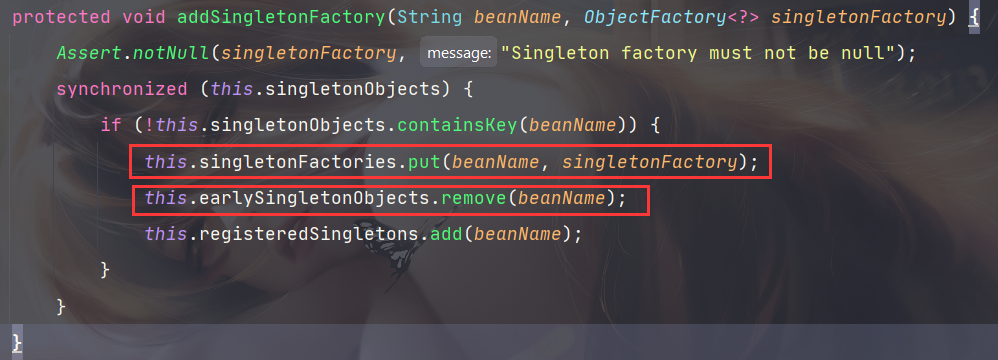 protected void addSingletonFactory(String beanName, ObjectFactory<?> singletonFactory) {
Assert.notNull(singletonFactory, message: "Singleton factory must not be null");
synchronized (this.singletonObjects) {
if (!this.singletonObjects.containsKey(beanName)) {
this.singletonFactories.put(beanName, singletonFactory);
this.earlySingletonObjects.remove(beanName);
this.registeredSingletons.add(beanName);
}
}
}